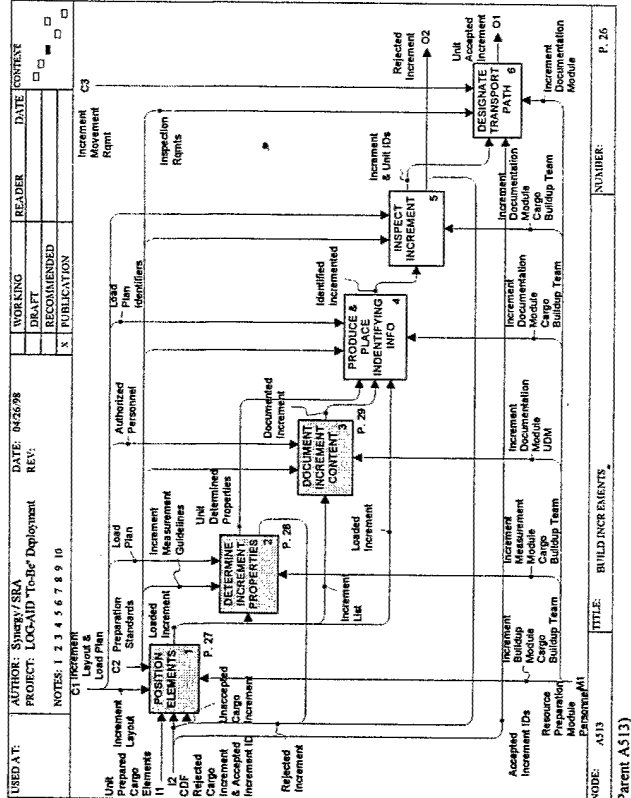 USED AT:
AUTHOR: Synergy / SRA
PROJECT: LOG-AID "To-Be" Deployment
NOTES: 1 2 3 4 5 6 7 8 9 10
DATE: 04/26/98
REV:
WORKING
DRAFT
RECOMMENDED
x PUBLICATION
READER
DATE
CONTEXT
C1 Increment
Layout &
Load Plan
C2 Preparation
Standards
C3
Increment
Movement
Rqmt
Unit
Prepared
Cargo
Elements
Increment
Layout
I1
I2
CDF
Rejected
Cargo
Increment
& Accepted
Increment ID
Rejected
Increment
Unaccepted
Cargo
Increment
POSITION
ELEMENTS
1
P. 27
Loaded
Increment
Load
Plan
Increment
Measurement
Guidelines
DETERMINE
INCREMENT
PROPERTIES
2
P. 28
Unit
Determined
Properties
Increment
List
Loaded
Increment
Authorized
Personnel
DOCUMENT
INCREMENT
CONTENT
3
P. 29
Documented
Increment
Load
Plan
Identifiers
PRODUCE &
PLACE
INDENTIFYING
INFO
4
Identified
Incremented
Inspection
Rqmts
INSPECT
INCREMENT
5
Increment
& Unit IDs
Rejected
Increment
O2
DESIGNATE
TRANSPORT
PATH
6
Unit
Accepted
Increment
O1
Accepted
Increment IDs
Resource
Preparation
Module
Personnel
M1
Increment
Buildup
Module
Cargo
Buildup Team
Increment
Measurement
Module
Cargo
Buildup Team
Increment
Documentation
Module
UDM
Increment
Documentation
Module
Cargo
Buildup Team
Increment
Documentation
Module
Cargo
Buildup Team
Increment
Documentation
Module
NODE: A513
TITLE: BUILD INCREMENTS
NUMBER:
P. 26
Parent A513)